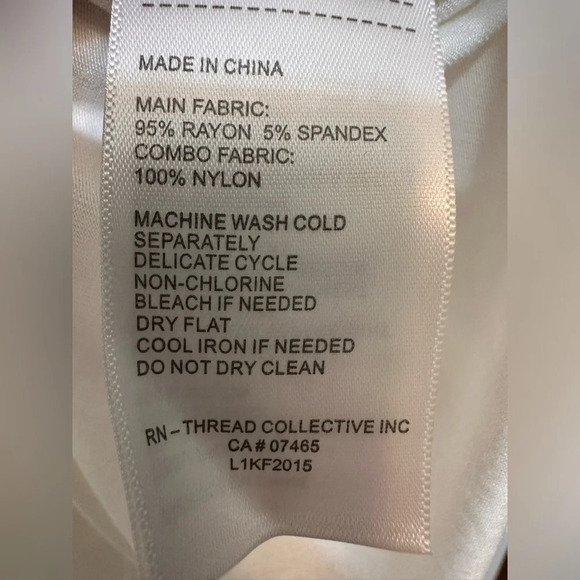 MADE IN CHINA
MAIN FABRIC:
95% RAYON 5% SPANDEX
COMBO FABRIC:
100% NYLON
MACHINE WASH COLD
SEPARATELY
DELICATE CYCLE
NON-CHLORINE
BLEACH IF NEEDED
DRY FLAT
COOL IRON IF NEEDED
DO NOT DRY CLEAN
RN – THREAD COLLECTIVE INC
CA # 07465
L1KF2015